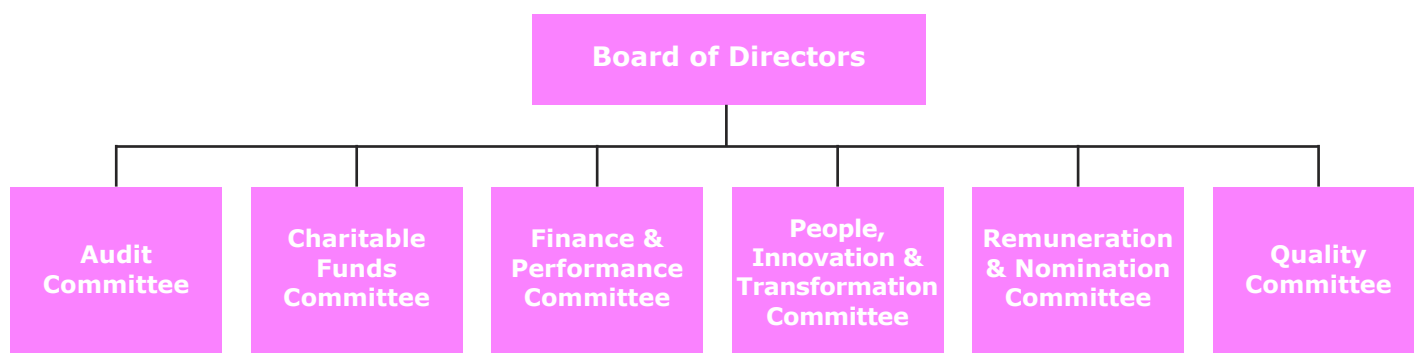 Board of Directors
Audit
Committee
Charitable
Funds
Committee
Finance &
Performance
Committee
People,
Innovation &
Transformation
Committee
Remuneration
& Nomination
Committee
Quality
Committee